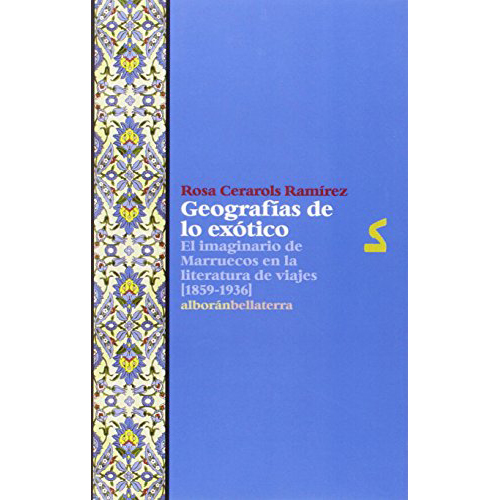 Rosa Cerarols Ramírez
Geografías de
lo exótico
El imaginario de
Marruecos en la
literatura de viajes
[1859-1936]
alboránbellaterra